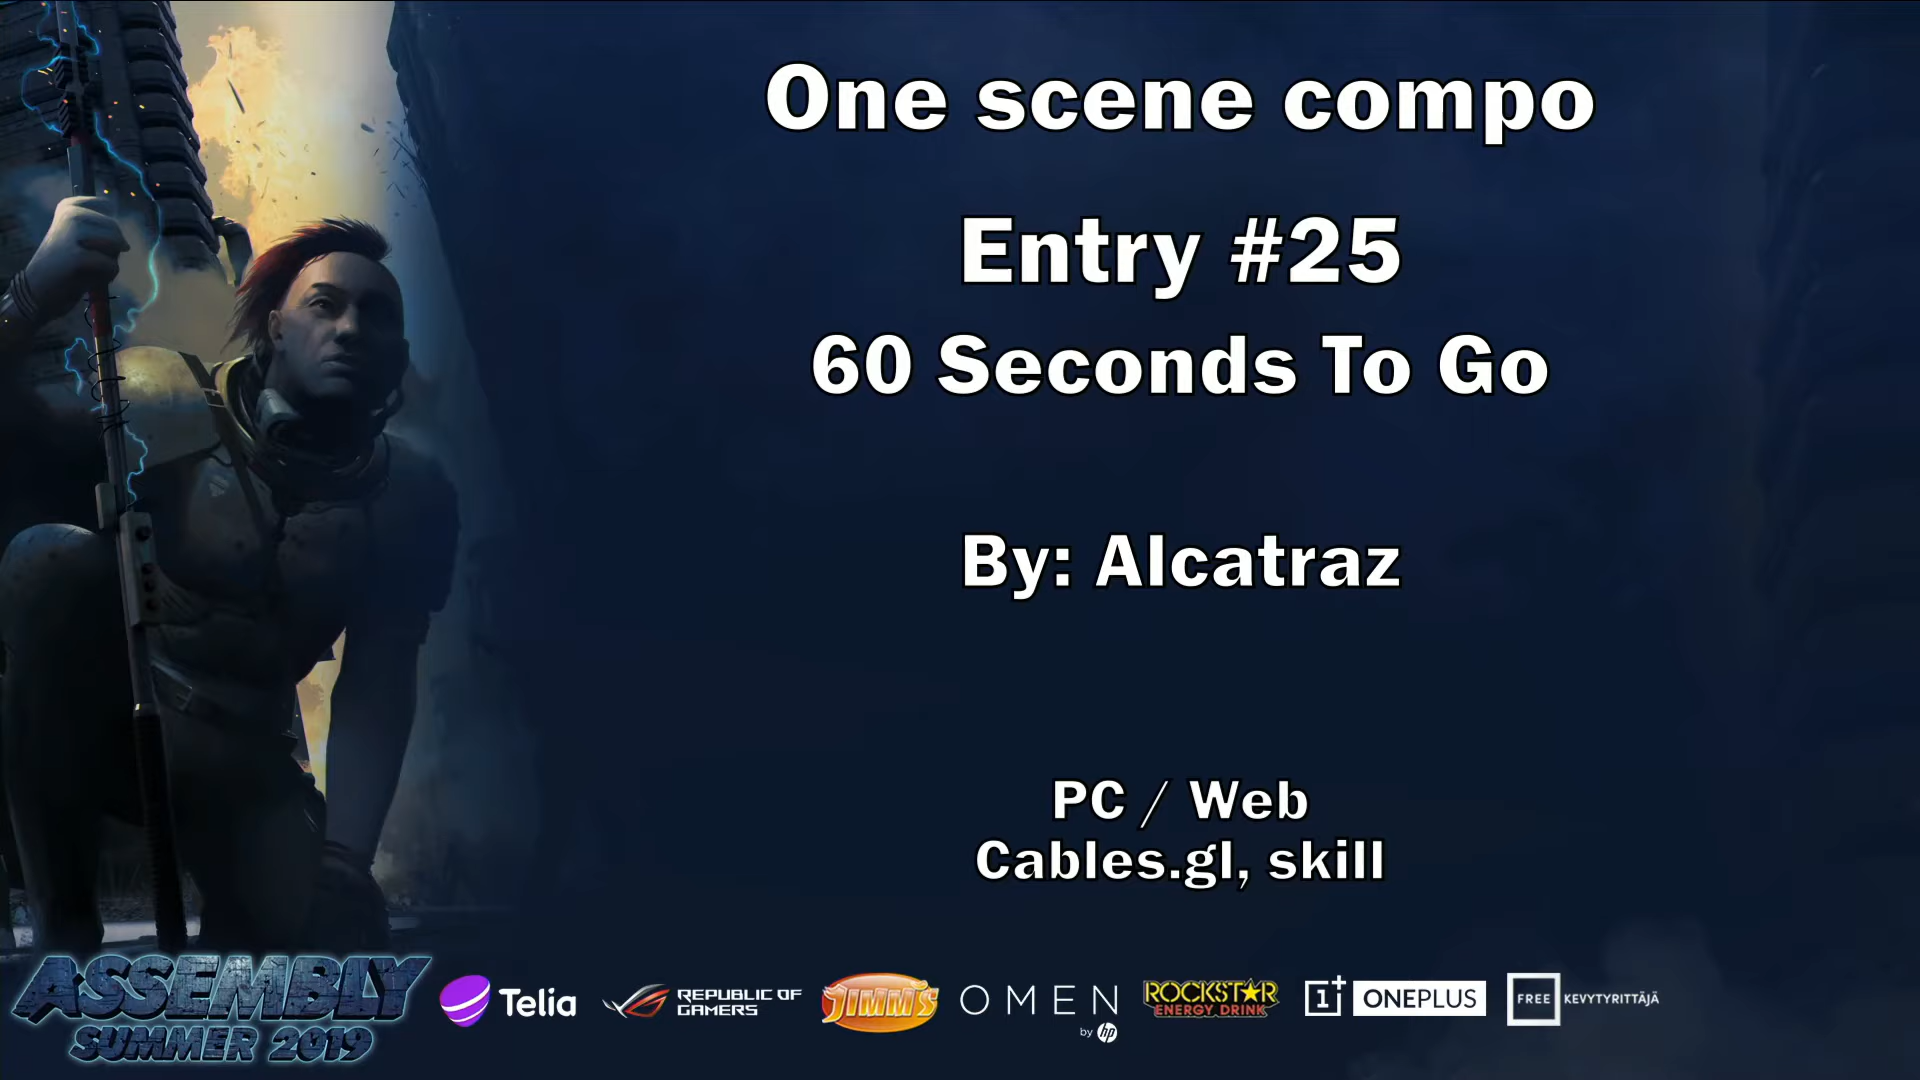 One scene compo
Entry #25
60 Seconds To Go
By: Alcatraz
PC / Web
Cables.gl, skill
ASSEMBLY
SUMMER 2019
Telia
REPUBLIC OF
GAMERS
JIMM'S
OMEN
by hp
ROCKSTAR
ENERGY DRINK
1+ ONEPLUS
FREE KEVYTYRITTÄJÄ